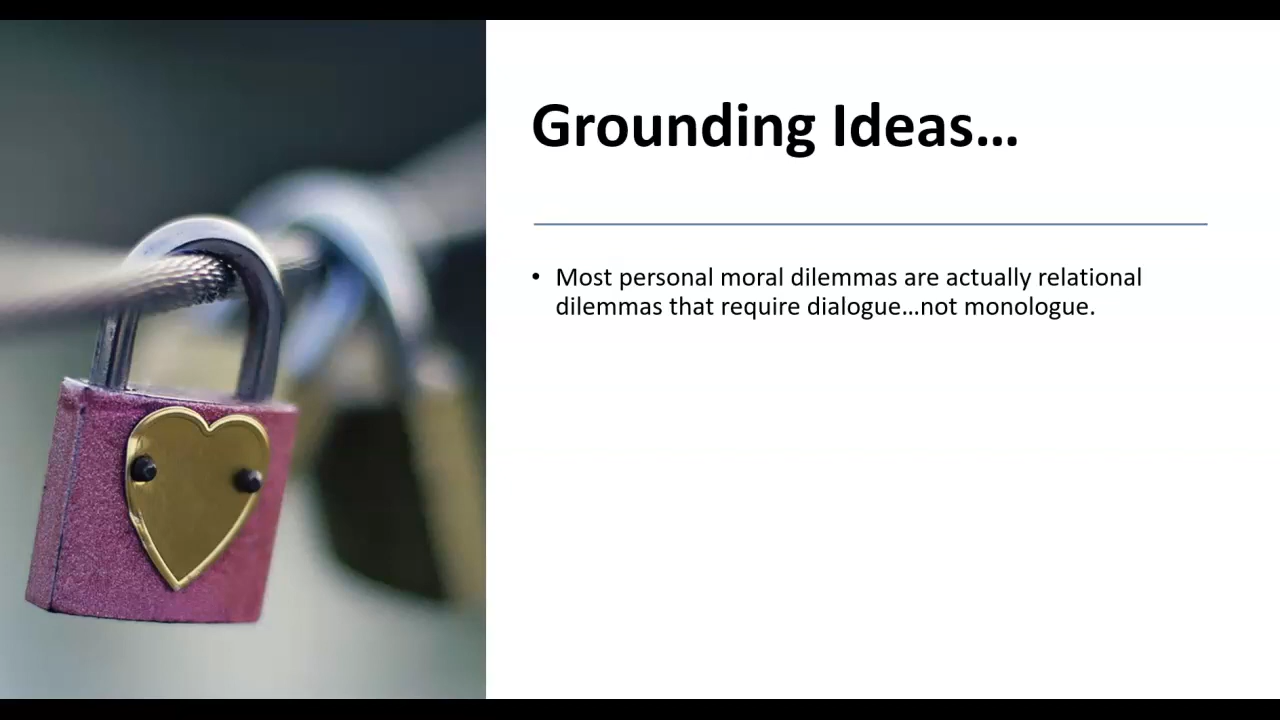 Grounding Ideas…
• Most personal moral dilemmas are actually relational
dilemmas that require dialogue…not monologue.